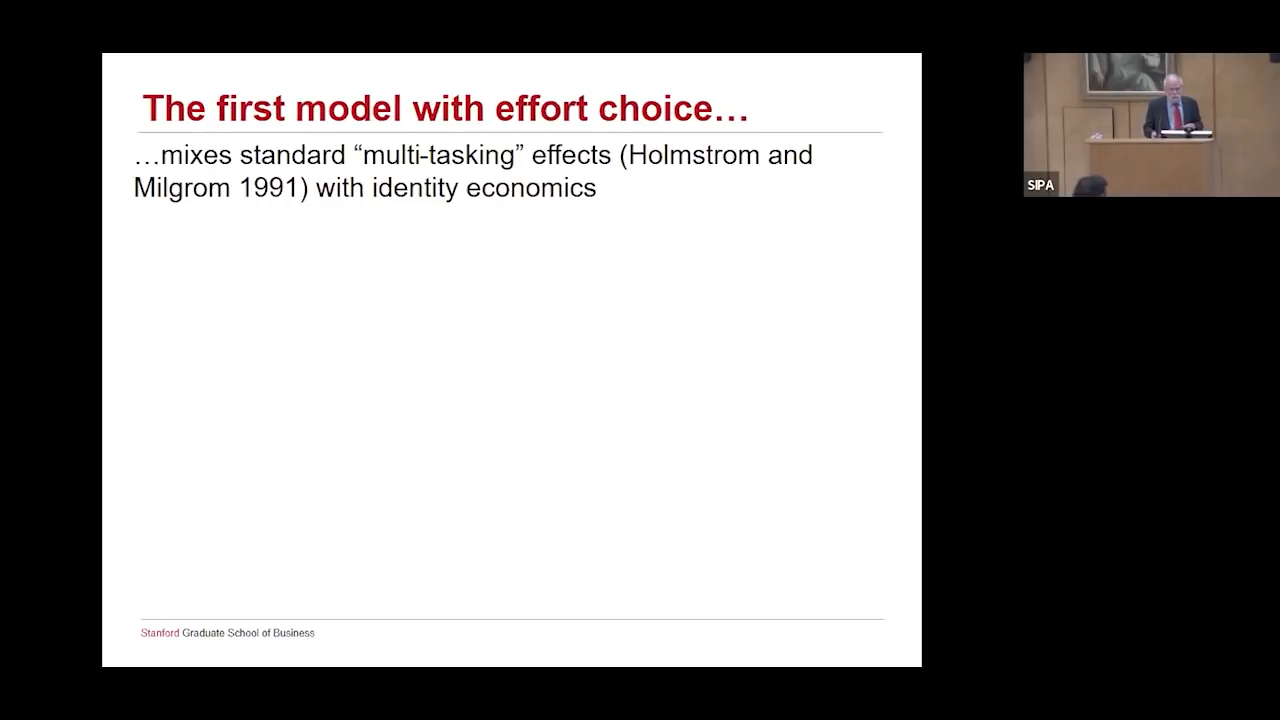 The first model with effort choice…
…mixes standard “multi-tasking” effects (Holmstrom and
Milgrom 1991) with identity economics
Stanford Graduate School of Business
SIPA